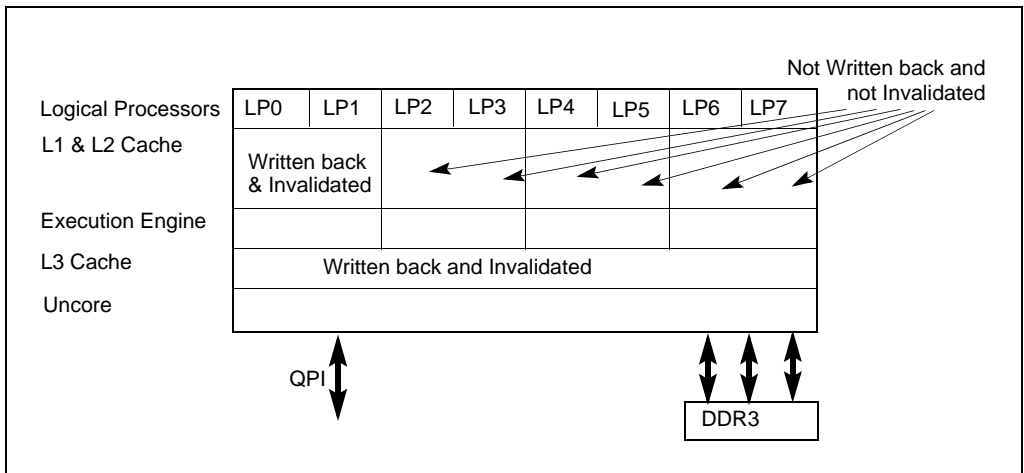 Not Written back and
not Invalidated
Logical Processors LP0 LP1 LP2 LP3 LP4 LP5 LP6 LP7
L1 & L2 Cache
Written back
& Invalidated
Execution Engine
L3 Cache Written back and Invalidated
Uncore
QPI
DDR3